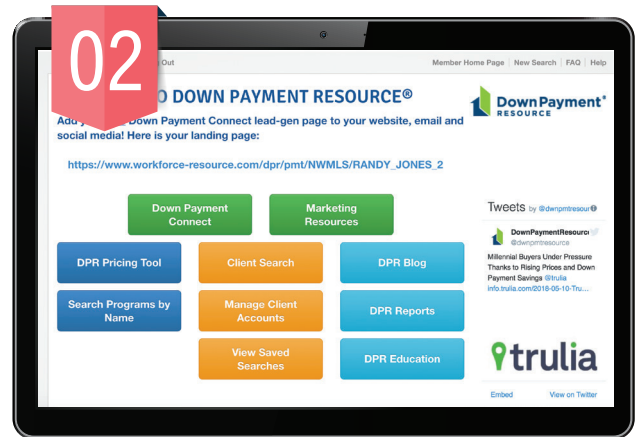 02
Out
Member Home Page | New Search | FAQ | Help
O DOWN PAYMENT RESOURCE®
Down Payment Connect lead-gen page to your website, email and
social media! Here is your landing page:
https://www.workforce-resource.com/dpr/pmt/NWMLS/RANDY_JONES_2
Down Payment®
RESOURCE
Down Payment
Connect
Marketing
Resources
DPR Pricing Tool
Client Search
DPR Blog
Search Programs by
Name
Manage Client
Accounts
DPR Reports
View Saved
Searches
DPR Education
Tweets by @dwnpmtresour
DownPaymentResourc
@dwnpmtresource
Millennial Buyers Under Pressure
Thanks to Rising Prices and Down
Payment Savings @trulia
info.trulia.com/2018-05-10-Tru…
trulia
Embed
View on Twitter